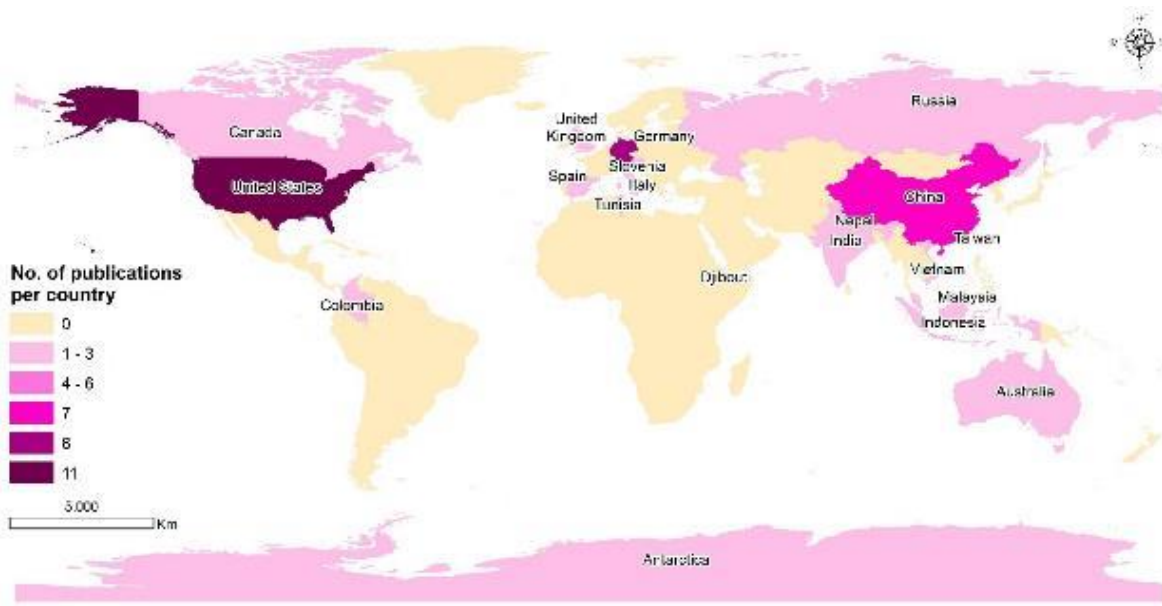 Russia
United
Kingdom
Germany
Canada
Slovenia
United States
Spain
Italy
China
Tunisia
Nepal
India
Taiwan
No. of publications
per country
Vietnam
Djibout
Malaysia
Colombia
Indonesia
0
1 - 3
4 - 6
Australia
7
8
11
5.000
Km
Antarctica